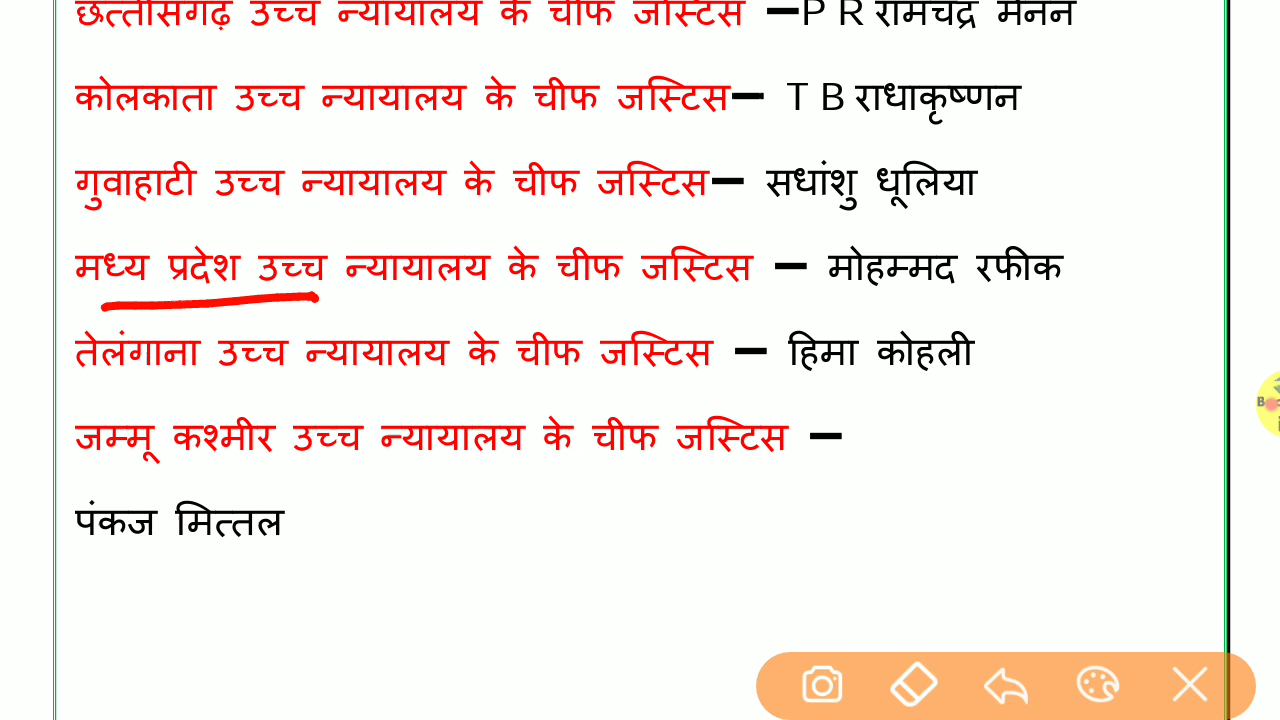 छत्तीसगढ़ उच्च न्यायालय के चीफ जस्टिस –P R रामचंद्र मेनन
कोलकाता उच्च न्यायालय के चीफ जस्टिस– T B राधाकृष्णन
गुवाहाटी उच्च न्यायालय के चीफ जस्टिस– सधांशु धूलिया
मध्य प्रदेश उच्च न्यायालय के चीफ जस्टिस – मोहम्मद रफीक
तेलंगाना उच्च न्यायालय के चीफ जस्टिस – हिमा कोहली
जम्मू कश्मीर उच्च न्यायालय के चीफ जस्टिस –
पंकज मित्तल